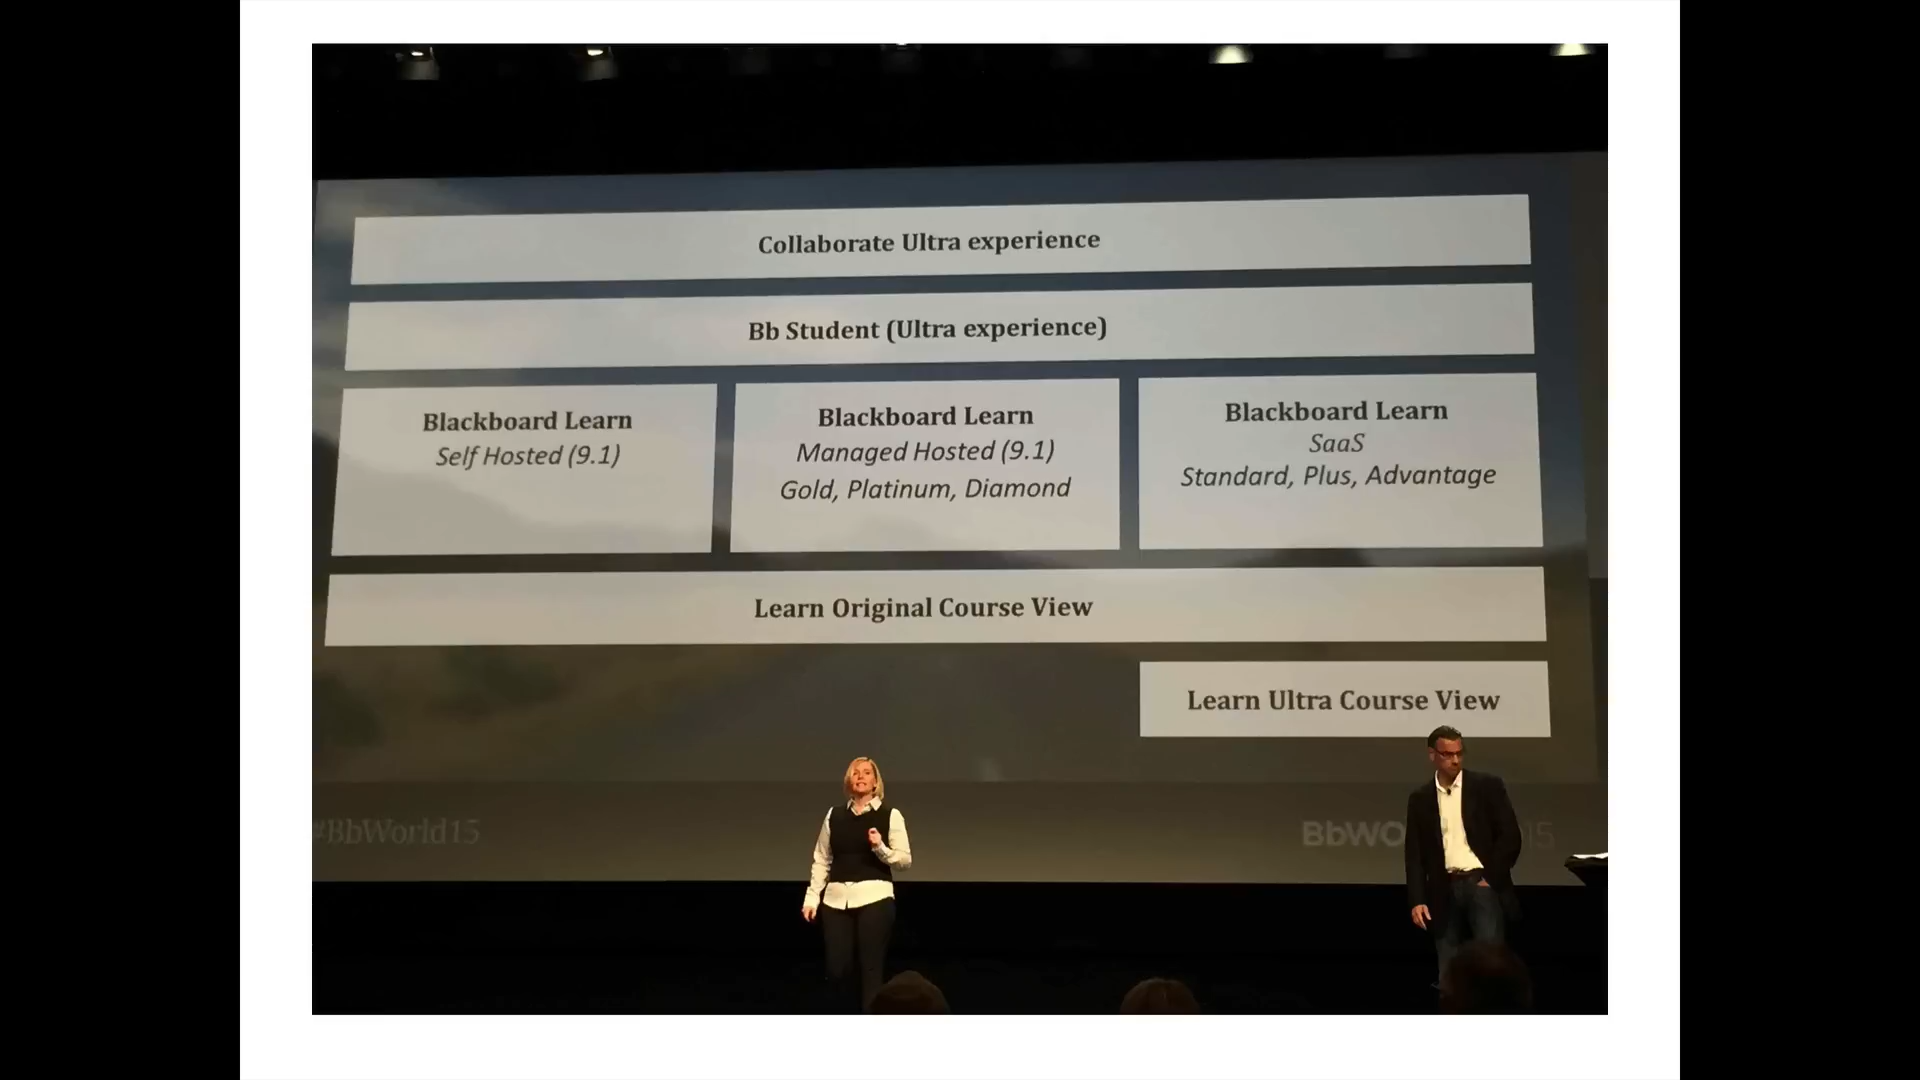 Collaborate Ultra experience
Bb Student (Ultra experience)
Blackboard Learn
Self Hosted (9.1)
Blackboard Learn
Managed Hosted (9.1)
Gold, Platinum, Diamond
Blackboard Learn
SaaS
Standard, Plus, Advantage
Learn Original Course View
Learn Ultra Course View
#BbWorld15